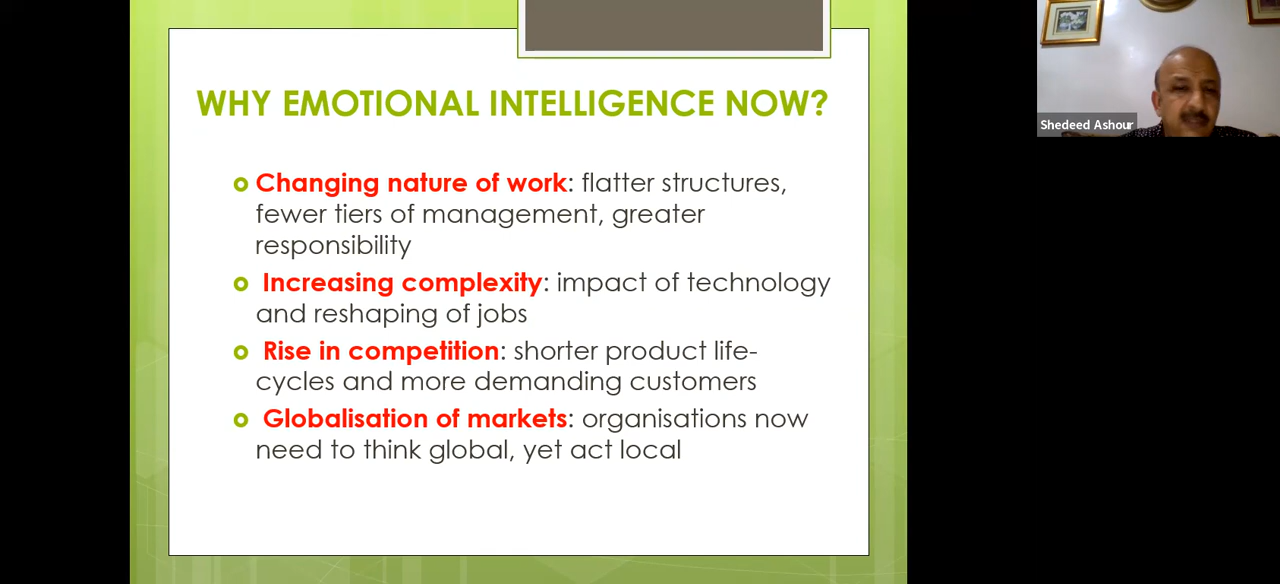 WHY EMOTIONAL INTELLIGENCE NOW?
Changing nature of work: flatter structures,
fewer tiers of management, greater
responsibility
Increasing complexity: impact of technology
and reshaping of jobs
Rise in competition: shorter product life-
cycles and more demanding customers
Globalisation of markets: organisations now
need to think global, yet act local
Shedeed Ashour